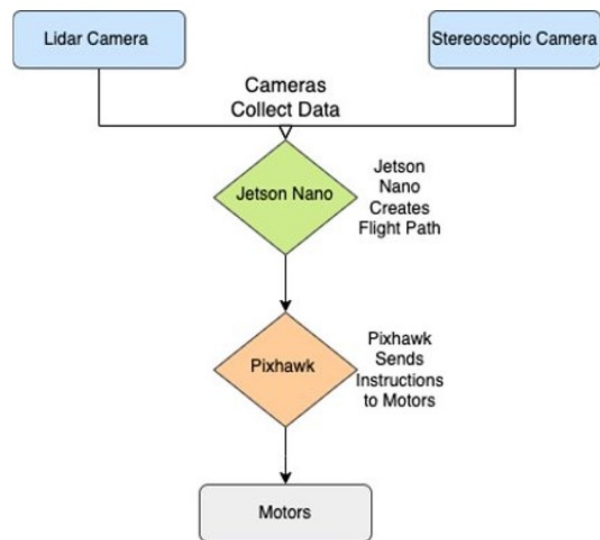 Lidar Camera
Stereoscopic Camera
Cameras
Collect Data
Jetson Nano
Jetson
Nano
Creates
Flight Path
Pixhawk
Pixhawk
Sends
Instructions
to Motors
Motors